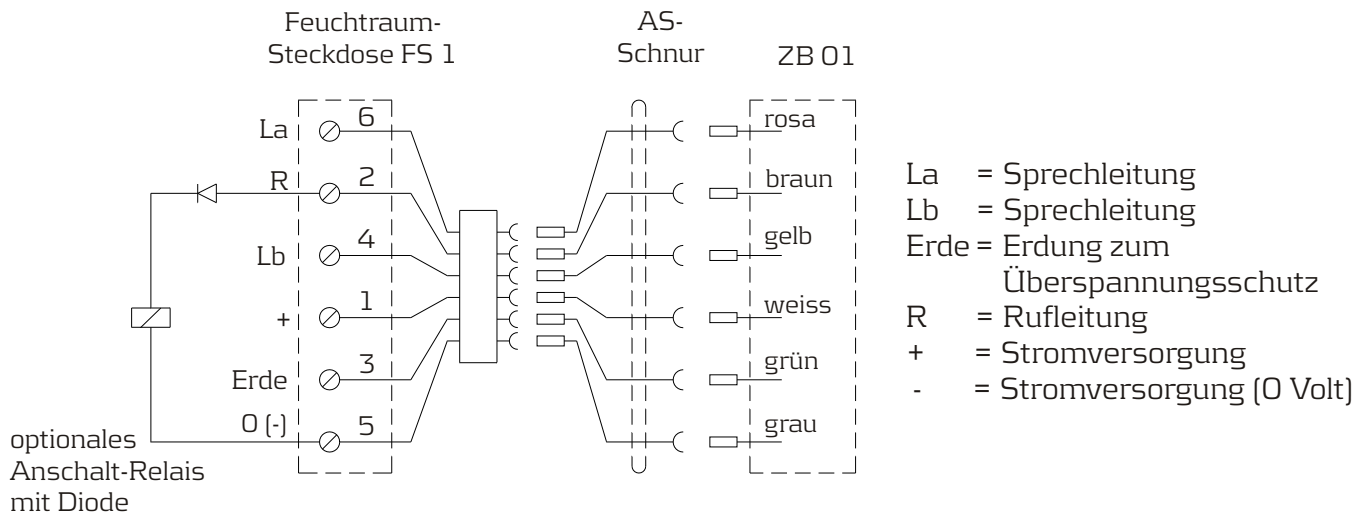 Feuchtraum-
Steckdose FS 1
AS-
Schnur
ZB 01
La 6 rosa
R 2 braun
Lb 4 gelb
+ 1 weiss
Erde 3 grün
0 (-) 5 grau
optionales
Anschalt-Relais
mit Diode
La = Sprechleitung
Lb = Sprechleitung
Erde = Erdung zum
Überspannungsschutz
R = Rufleitung
+ = Stromversorgung
- = Stromversorgung (0 Volt)